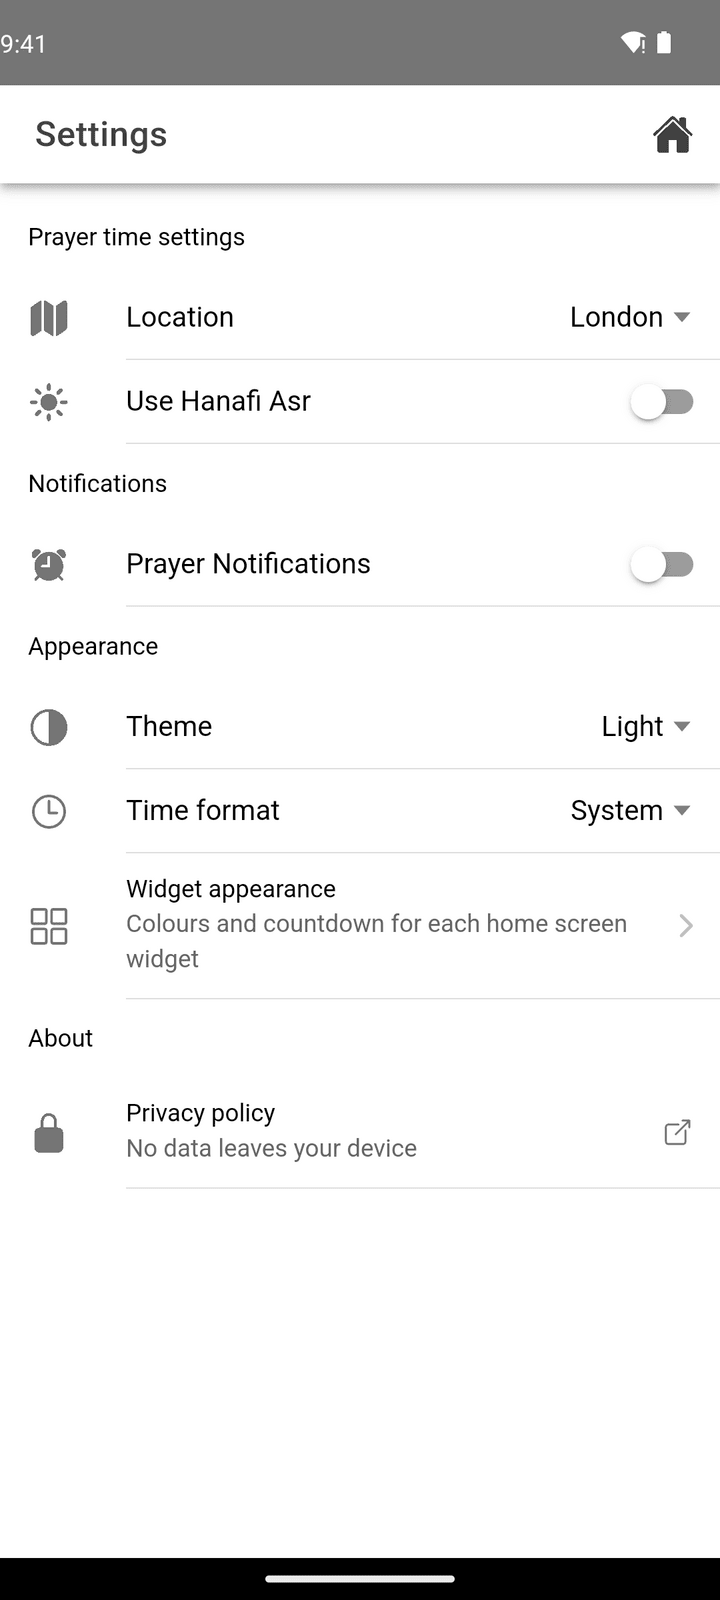 9:41
Settings
Prayer time settings
Location London
Use Hanafi Asr
Notifications
Prayer Notifications
Appearance
Theme Light
Time format System
Widget appearance
Colours and countdown for each home screen
widget
About
Privacy policy
No data leaves your device